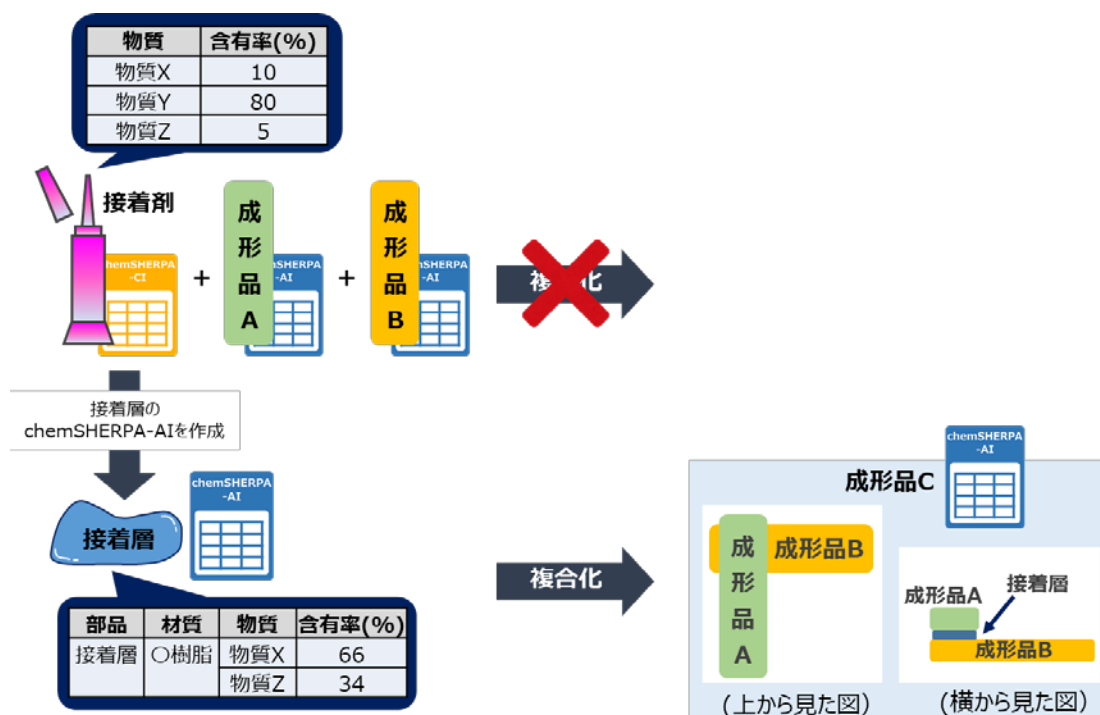 物質 含有率(%)
物質X 10
物質Y 80
物質Z 5
接着剤
chemSHERPA
-CI
+
成形品A
chemSHERPA
-AI
+
成形品B
chemSHERPA
-AI
複合化
接着層の
chemSHERPA-AIを作成
接着層
chemSHERPA
-AI
部品 材質 物質 含有率(%)
接着層 〇樹脂 物質X 66
物質Z 34
複合化
成形品C
chemSHERPA
-AI
成形品A
成形品B
(上から見た図)
成形品A
接着層
成形品B
(横から見た図)